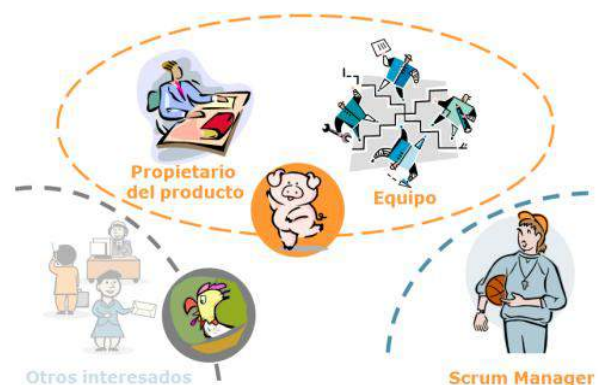 Propietario
del producto
Equipo
Otros interesados
Scrum Manager